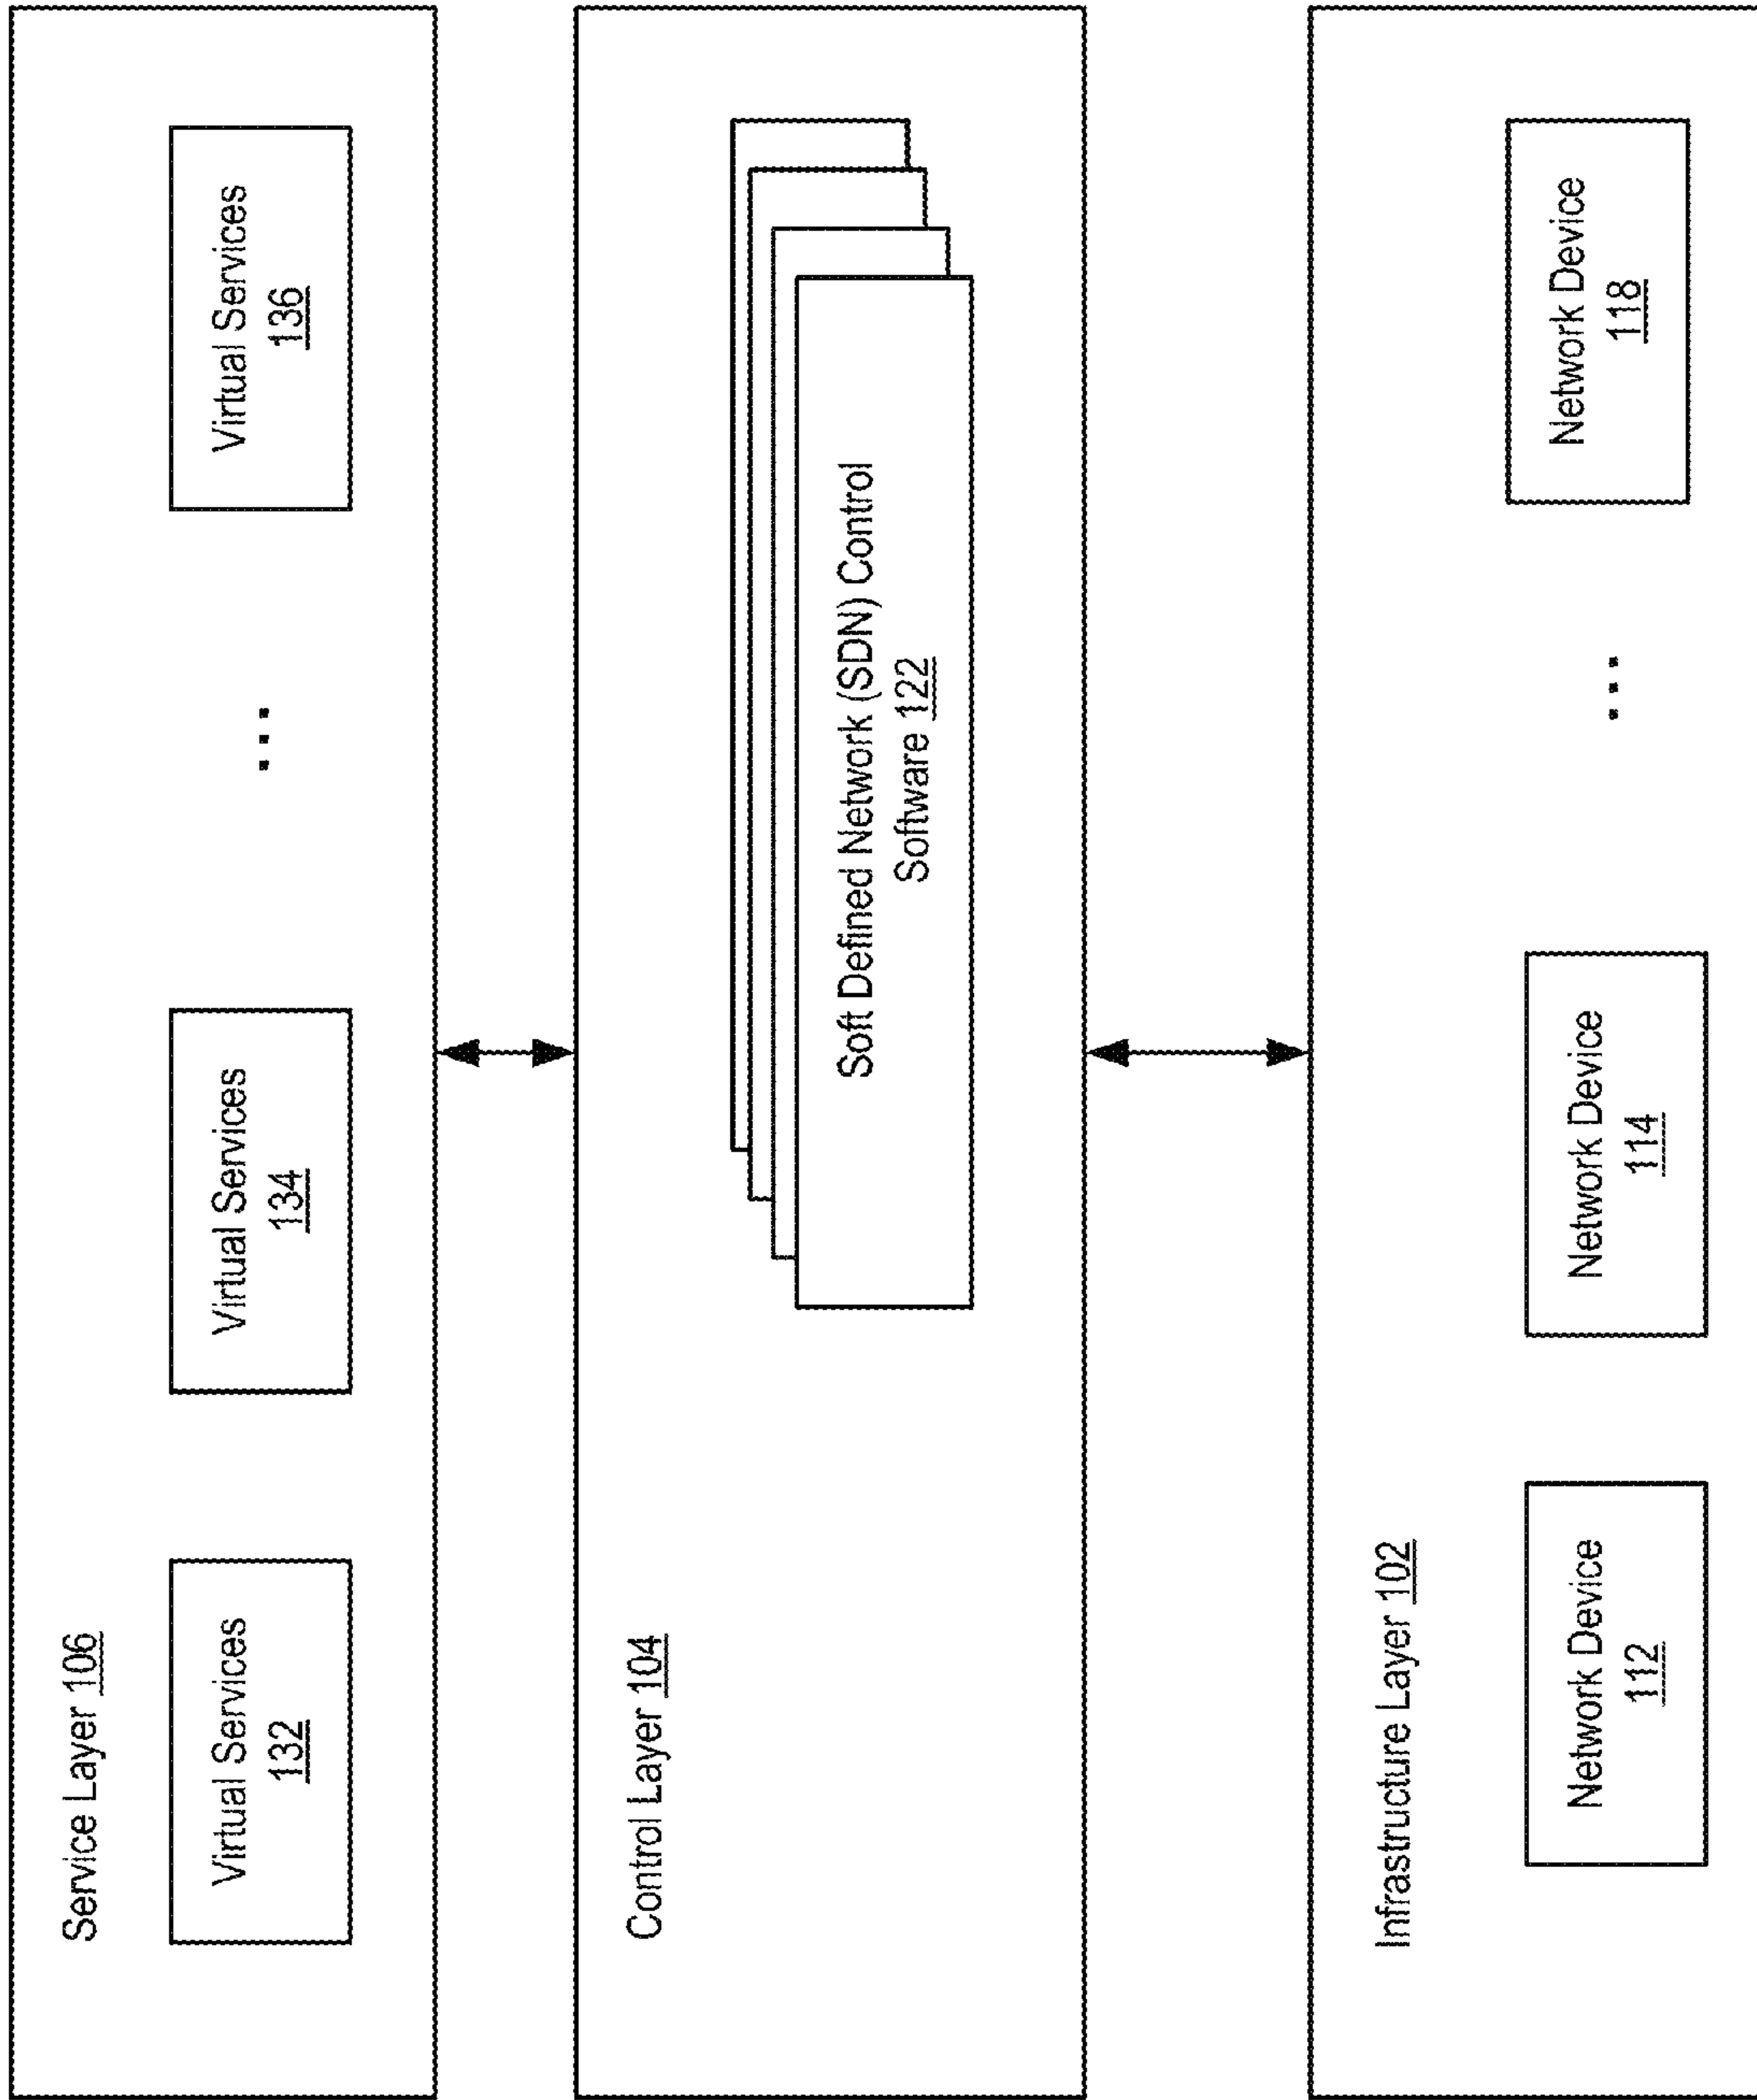 Service Layer 106
Virtual Services
132
Virtual Services
134
...
Virtual Services
136
Control Layer 104
Soft Defined Network (SDN) Control
Software 122
Infrastructure Layer 102
Network Device
112
Network Device
114
...
Network Device
118